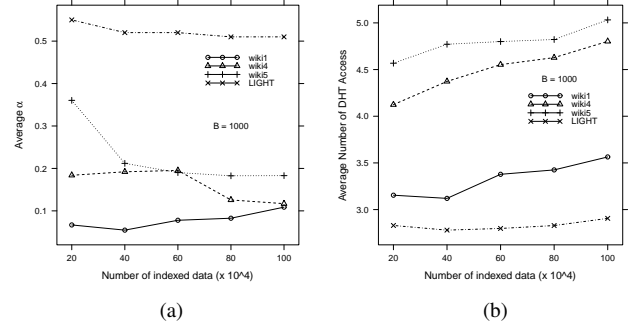 0.5
0.4
0.3
0.2
0.1
Average α
wiki1
wiki4
wiki5
LIGHT
B = 1000
20 40 60 80 100
Number of indexed data (x 10^4)
(a)
5.0
4.5
4.0
3.5
3.0
Average Number of DHT Access
wiki1
wiki4
wiki5
LIGHT
B = 1000
20 40 60 80 100
Number of indexed data (x 10^4)
(b)